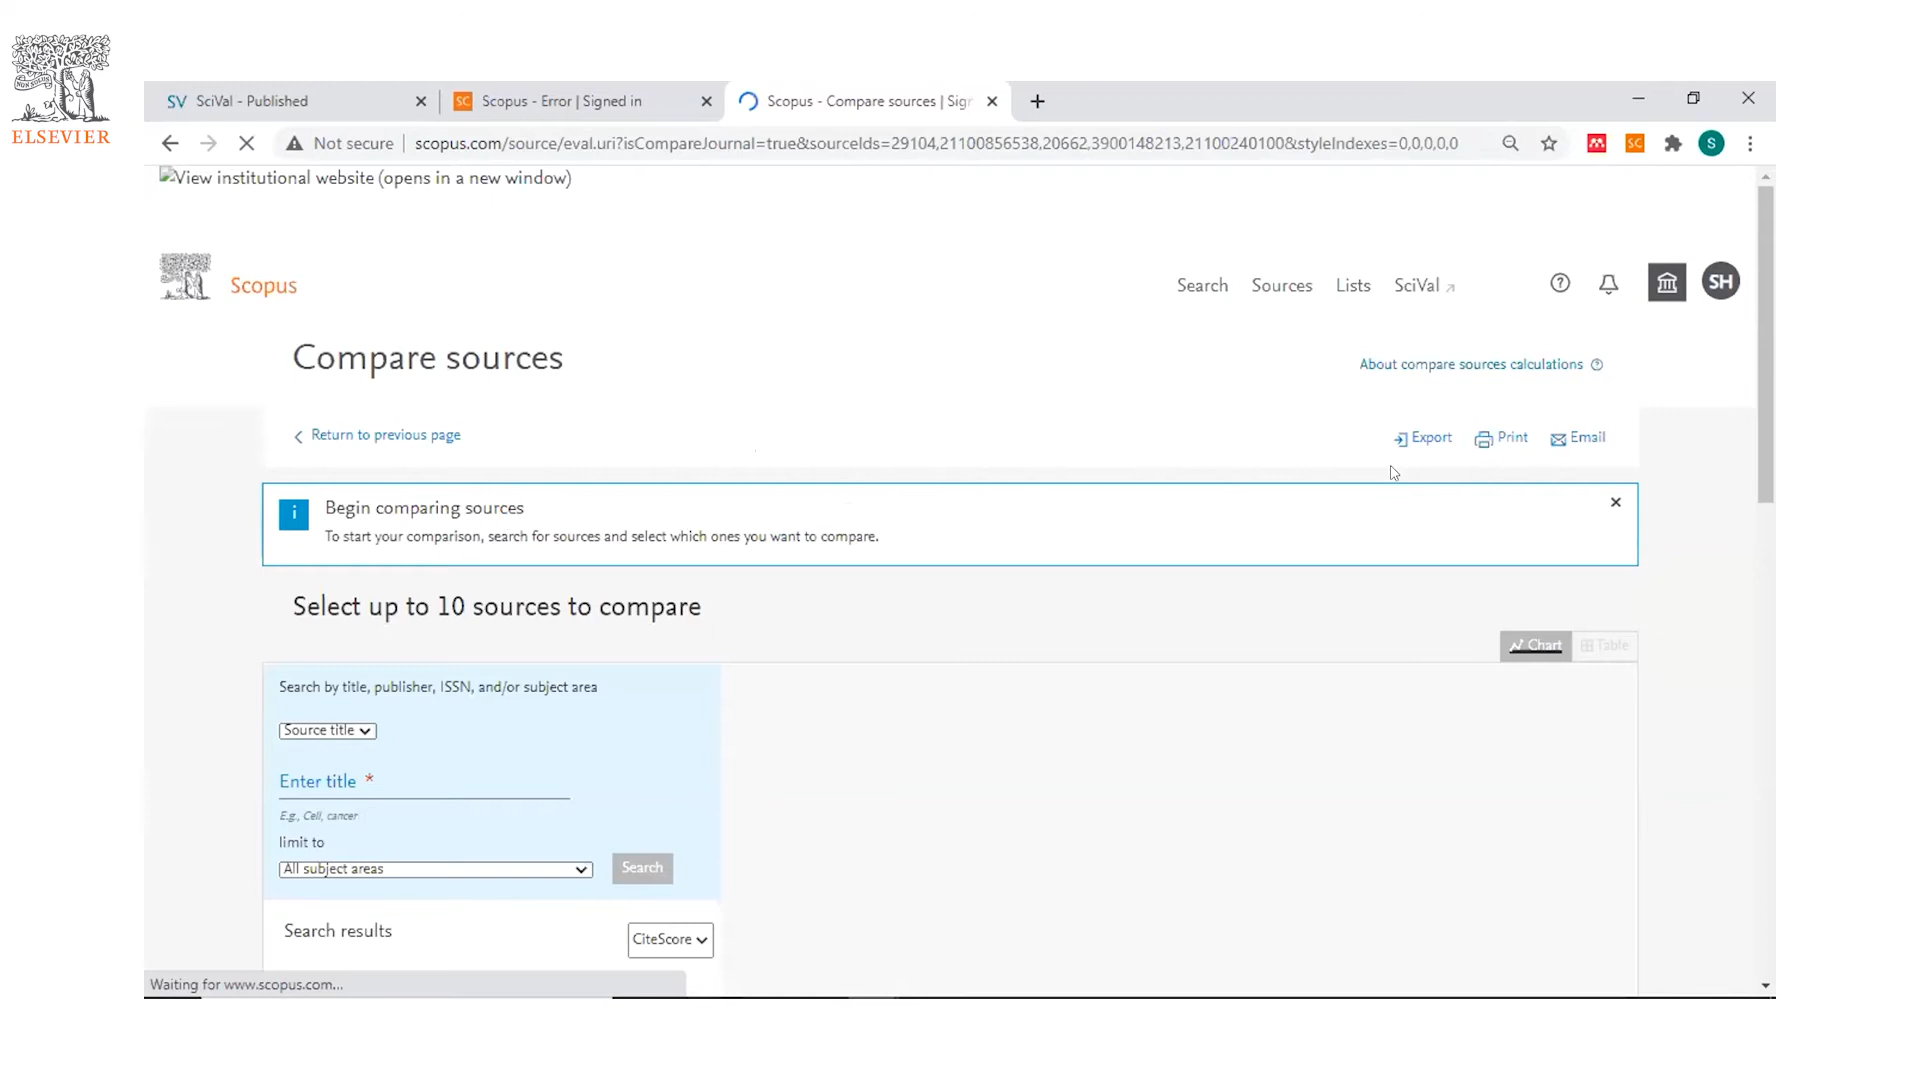 NON SOLUS
ELSEVIER
SV SciVal - Published
SC Scopus - Error | Signed in
Scopus - Compare sources | Sig
Not secure
scopus.com/source/eval.uri?isCompareJournal=true&sourceIds=29104,21100856538,20662,3900148213,21100240100&styleIndexes=0,0,0,0,0
SC
S
View institutional website (opens in a new window)
Scopus
Search
Sources
Lists
SciVal
SH
Compare sources
About compare sources calculations
Return to previous page
Export
Print
Email
i
Begin comparing sources
To start your comparison, search for sources and select which ones you want to compare.
Select up to 10 sources to compare
Chart
Table
Search by title, publisher, ISSN, and/or subject area
Source title
Enter title *
E.g., Cell, cancer
limit to
All subject areas
Search
Search results
CiteScore
Waiting for www.scopus.com...